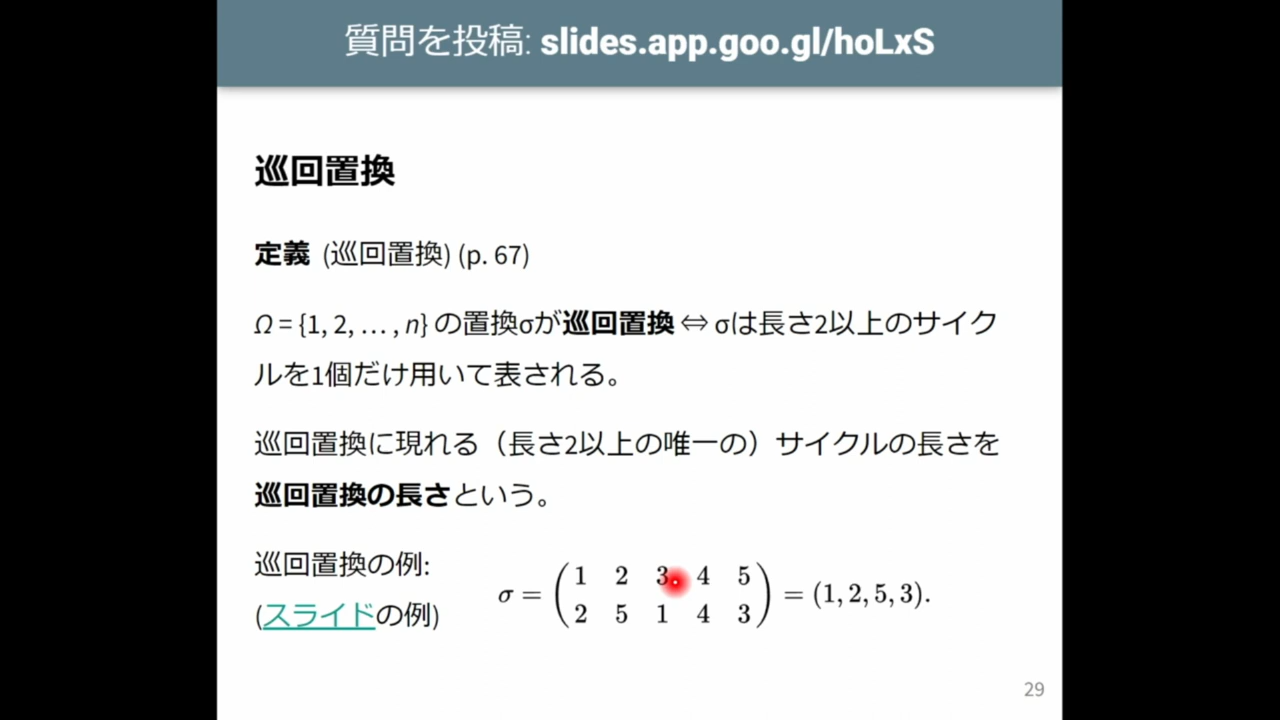 質問を投稿: slides.app.goo.gl/hoLxS
巡回置換
定義 (巡回置換) (p. 67)
Ω = {1, 2, … , n} の置換σが巡回置換 ⇔ σは長さ2以上のサイク
ルを1個だけ用いて表される。
巡回置換に現れる（長さ2以上の唯一の）サイクルの長さを
巡回置換の長さという。
巡回置換の例:
(スライドの例)
σ = (1 2 3 4 5
2 5 1 4 3) = (1, 2, 5, 3).
29